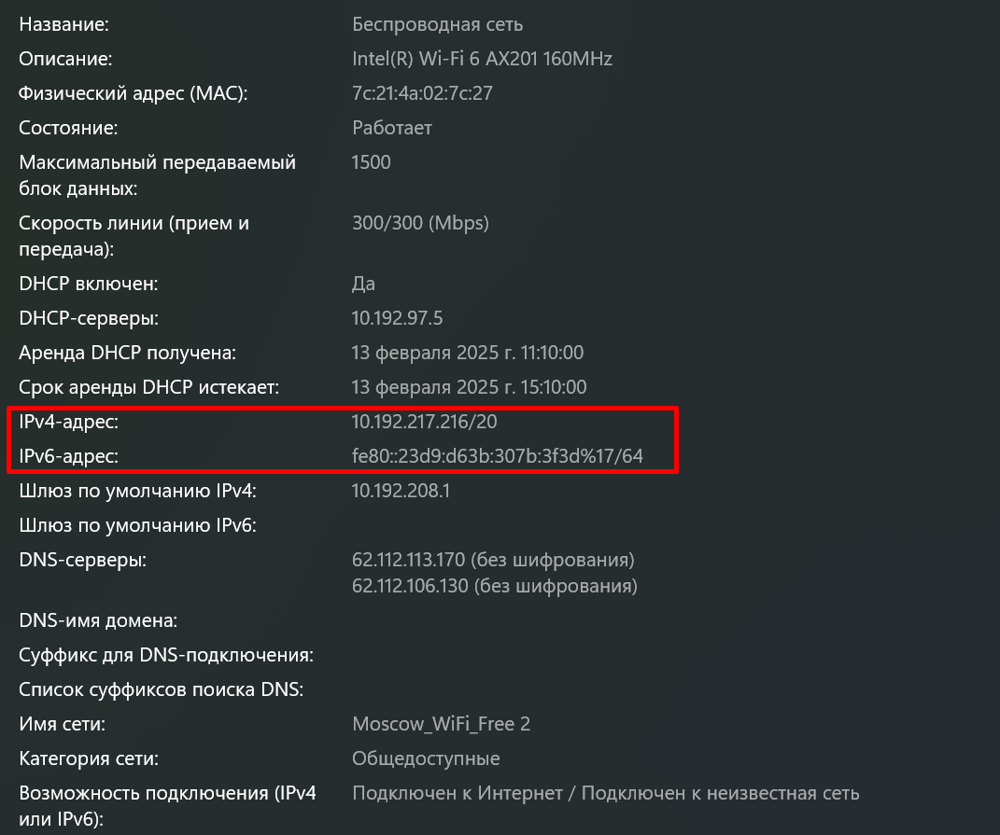 Название: Беспроводная сеть
Описание: Intel(R) Wi-Fi 6 AX201 160MHz
Физический адрес (MAC): 7c:21:4a:02:7c:27
Состояние: Работает
Максимальный передаваемый 1500
блок данных:
Скорость линии (прием и 300/300 (Mbps)
передача):
DHCP включен: Да
DHCP-серверы: 10.192.97.5
Аренда DHCP получена: 13 февраля 2025 г. 11:10:00
Срок аренды DHCP истекает: 13 февраля 2025 г. 15:10:00
IPv4-адрес: 10.192.217.216/20
IPv6-адрес: fe80::23d9:d63b:307b:3f3d%17/64
Шлюз по умолчанию IPv4: 10.192.208.1
Шлюз по умолчанию IPv6:
DNS-серверы: 62.112.113.170 (без шифрования)
62.112.106.130 (без шифрования)
DNS-имя домена:
Суффикс для DNS-подключения:
Список суффиксов поиска DNS:
Имя сети: Moscow_WiFi_Free 2
Категория сети: Общедоступные
Возможность подключения (IPv4 Подключен к Интернет / Подключен к неизвестная сеть
или IPv6):